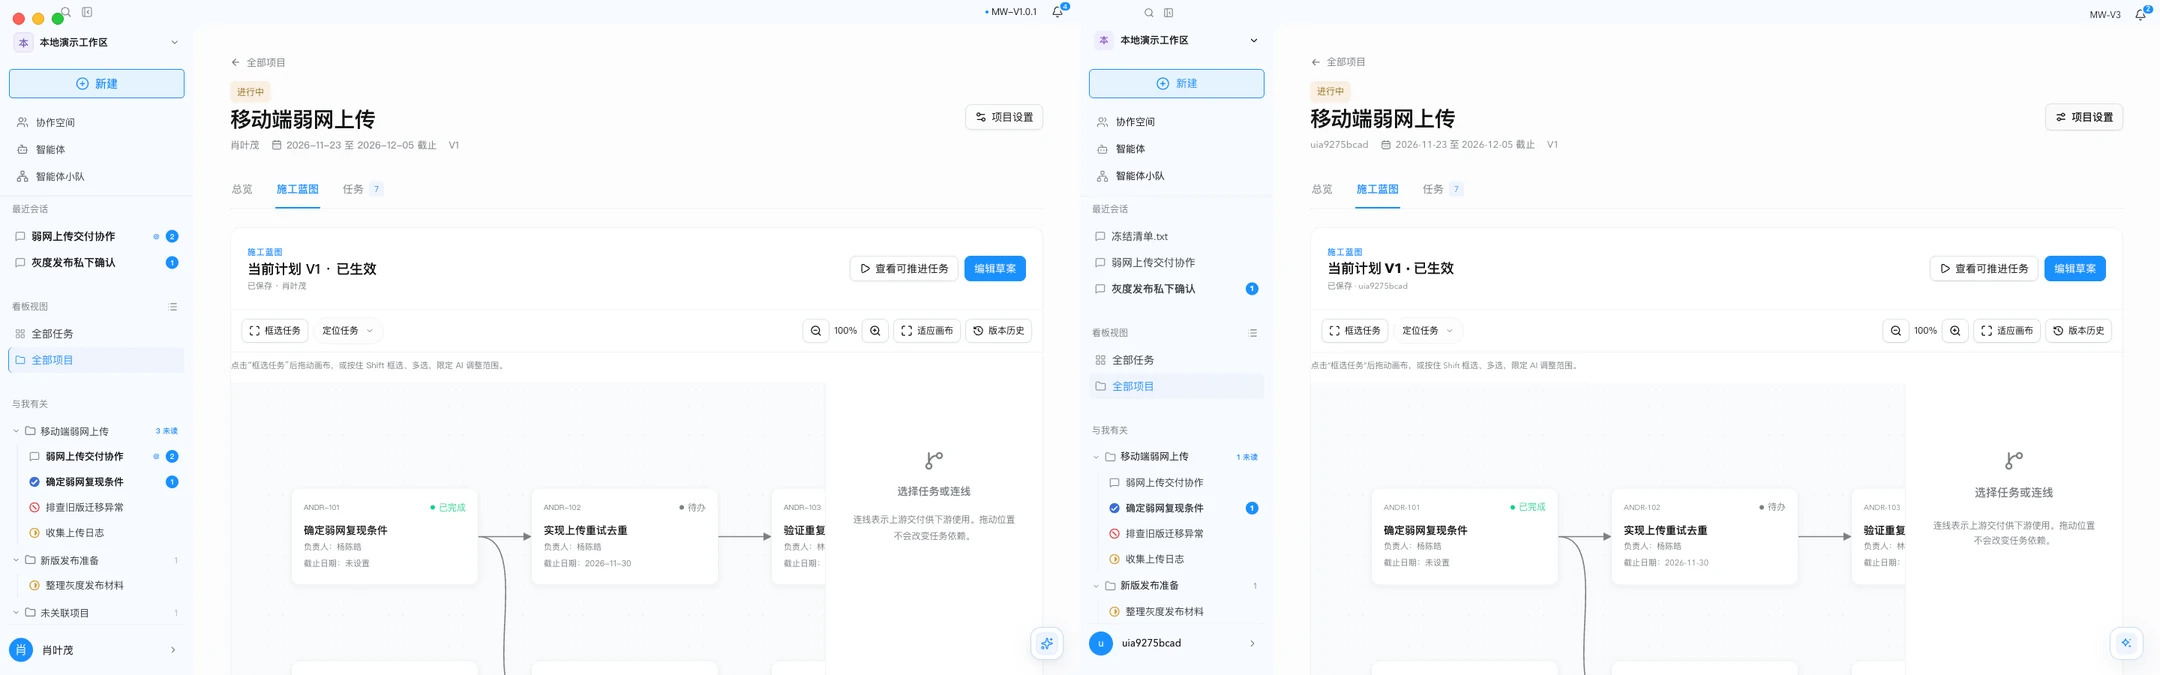 MW-V1.0.1
4
本 本地演示工作区
新建
协作空间
智能体
智能体小队
最近会话
弱网上传交付协作 @ 2
灰度发布私下确认 1
看板视图
全部任务
全部项目
与我有关
移动端弱网上传 3 未读
弱网上传交付协作 @ 2
确定弱网复现条件 1
排查旧版迁移异常
收集上传日志
新版发布准备 1
整理灰度发布材料
未关联项目 1
肖 肖叶茂
全部项目
进行中
移动端弱网上传
项目设置
肖叶茂 2026-11-23 至 2026-12-05 截止 V1
总览 施工蓝图 任务 7
施工蓝图
当前计划 V1 · 已生效
已保存 · 肖叶茂
查看可推进任务 编辑草案
框选任务 定位任务 100% 适应画布 版本历史
点击“框选任务”后拖动画布，或按住 Shift 框选、多选，限定 AI 调整范围。
ANDR-101 已完成
确定弱网复现条件
负责人：杨陈皓
截止日期：未设置
ANDR-102 待办
实现上传重试去重
负责人：杨陈皓
截止日期：2026-11-30
ANDR-103
验证重复
负责人：林
截止日期：
选择任务或连线
连线表示上游交付供下游使用。拖动位置
不会改变任务依赖。
MW-V3
2
本 本地演示工作区
新建
协作空间
智能体
智能体小队
最近会话
冻结清单.txt
弱网上传交付协作
灰度发布私下确认 1
看板视图
全部任务
全部项目
与我有关
移动端弱网上传 1 未读
弱网上传交付协作
确定弱网复现条件 1
排查旧版迁移异常
收集上传日志
新版发布准备 1
整理灰度发布材料
u uia9275bcad
全部项目
进行中
移动端弱网上传
项目设置
uia9275bcad 2026-11-23 至 2026-12-05 截止 V1
总览 施工蓝图 任务 7
施工蓝图
当前计划 V1 · 已生效
已保存 · uia9275bcad
查看可推进任务 编辑草案
框选任务 定位任务 100% 适应画布 版本历史
点击“框选任务”后拖动画布，或按住 Shift 框选、多选，限定 AI 调整范围。
ANDR-101 已完成
确定弱网复现条件
负责人：杨陈皓
截止日期：未设置
ANDR-102 待办
实现上传重试去重
负责人：杨陈皓
截止日期：2026-11-30
ANDR-103
验证重复
负责人：林
截止日期：
选择任务或连线
连线表示上游交付供下游使用。拖动位置
不会改变任务依赖。